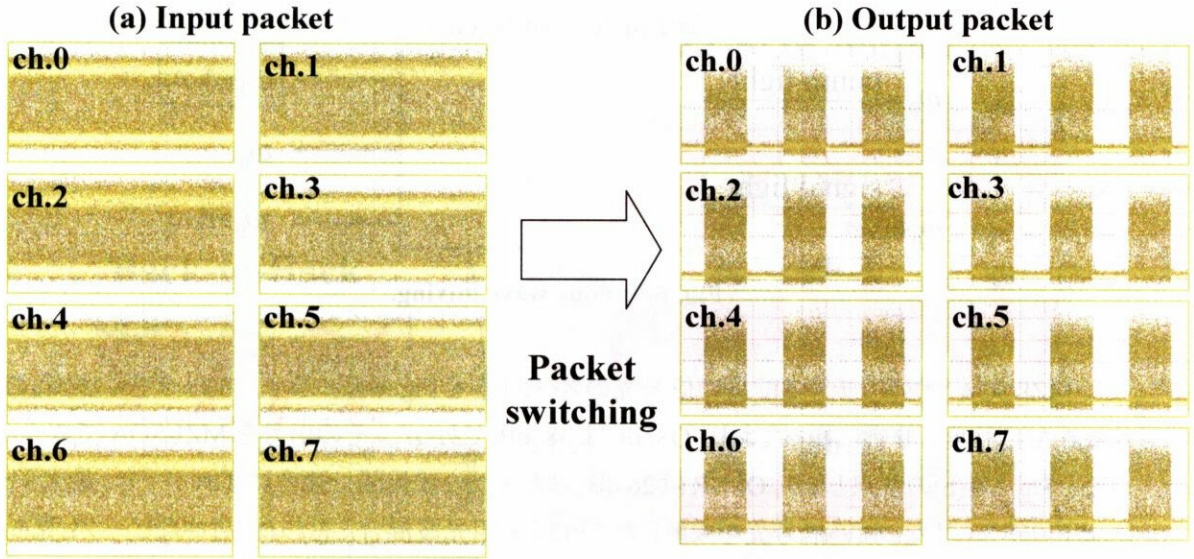 (a) Input packet
(b) Output packet
ch.0
ch.1
ch.0
ch.1
ch.2
ch.3
ch.2
ch.3
ch.4
ch.5
ch.4
ch.5
Packet
switching
ch.6
ch.7
ch.6
ch.7